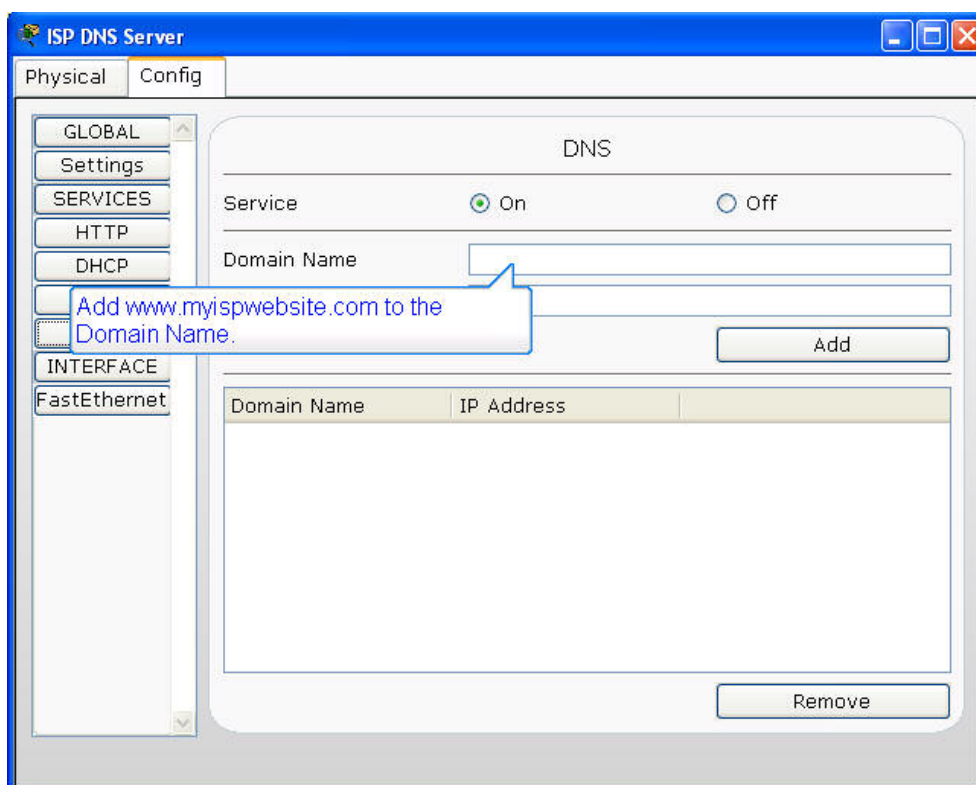 ISP DNS Server
Physical Config
GLOBAL
Settings
SERVICES
HTTP
DHCP
INTERFACE
FastEthernet
DNS
Service On Off
Domain Name
Add www.myispwebsite.com to the
Domain Name.
Add
Domain Name IP Address
Remove